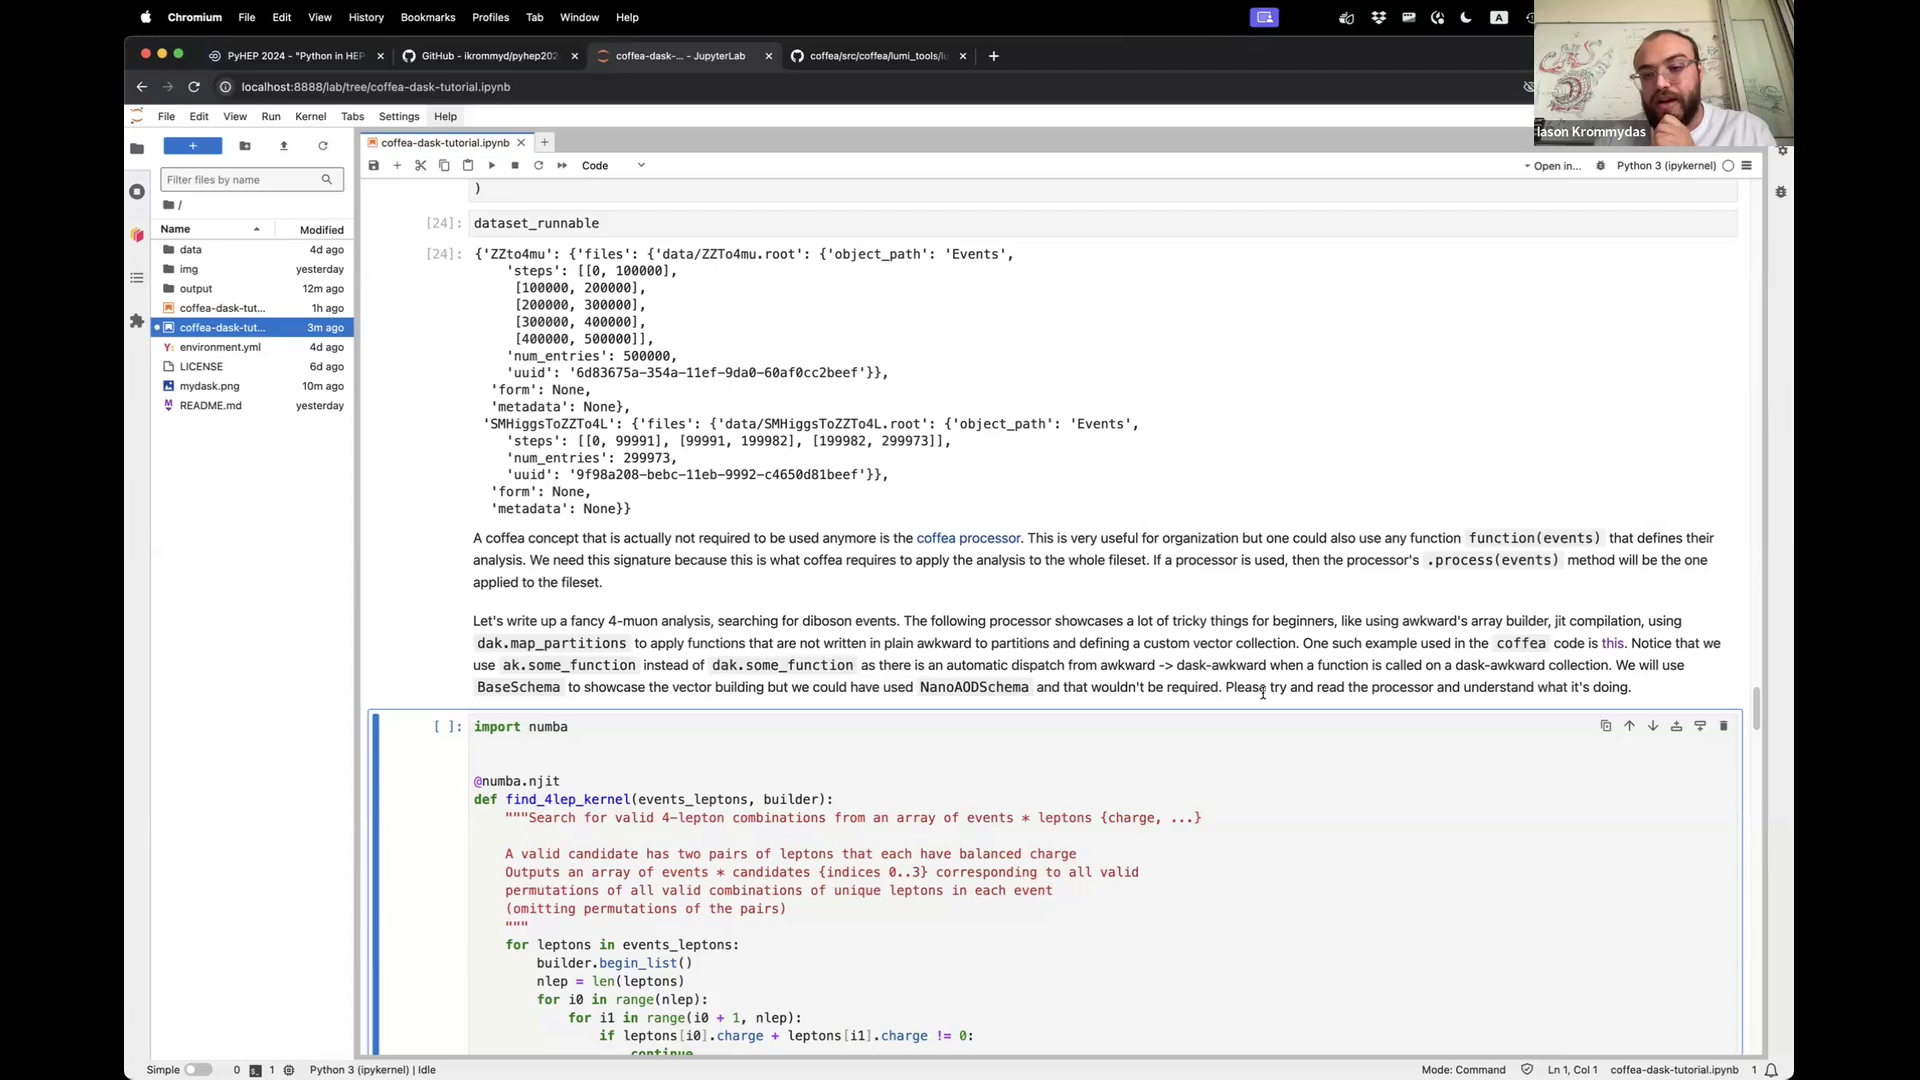 Chromium File Edit View History Bookmarks Profiles Tab Window Help A
PyHEP 2024 - "Python in HEP
GitHub - ikrommyd/pyhep202
coffea-dask-... - JupyterLab
coffea/src/coffea/lumi_tools/lu
localhost:8888/lab/tree/coffea-dask-tutorial.ipynb
Iason Krommydas
File Edit View Run Kernel Tabs Settings Help
coffea-dask-tutorial.ipynb
Code
Open in...
Python 3 (ipykernel)
Filter files by name
/
Name Modified
data 4d ago
img yesterday
output 12m ago
coffea-dask-tut... 1h ago
coffea-dask-tut... 3m ago
environment.yml 4d ago
LICENSE 6d ago
mydask.png 10m ago
README.md yesterday
)
[24]: dataset_runnable
[24]: {'ZZto4mu': {'files': {'data/ZZTo4mu.root': {'object_path': 'Events',
'steps': [[0, 100000],
[100000, 200000],
[200000, 300000],
[300000, 400000],
[400000, 500000]],
'num_entries': 500000,
'uuid': '6d83675a-354a-11ef-9da0-60af0cc2beef'}},
'form': None,
'metadata': None},
'SMHiggsToZZTo4L': {'files': {'data/SMHiggsToZZTo4L.root': {'object_path': 'Events',
'steps': [[0, 99991], [99991, 199982], [199982, 299973]],
'num_entries': 299973,
'uuid': '9f98a208-bebc-11eb-9992-c4650d81beef'}},
'form': None,
'metadata': None}}
A coffea concept that is actually not required to be used anymore is the coffea processor. This is very useful for organization but one could also use any function function(events) that defines their
analysis. We need this signature because this is what coffea requires to apply the analysis to the whole fileset. If a processor is used, then the processor's .process(events) method will be the one
applied to the fileset.
Let's write up a fancy 4-muon analysis, searching for diboson events. The following processor showcases a lot of tricky things for beginners, like using awkward's array builder, jit compilation, using
dak.map_partitions to apply functions that are not written in plain awkward to partitions and defining a custom vector collection. One such example used in the coffea code is this. Notice that we
use ak.some_function instead of dak.some_function as there is an automatic dispatch from awkward -> dask-awkward when a function is called on a dask-awkward collection. We will use
BaseSchema to showcase the vector building but we could have used NanoAODSchema and that wouldn't be required. Please try and read the processor and understand what it's doing.
[ ]: import numba
@numba.njit
def find_4lep_kernel(events_leptons, builder):
"""Search for valid 4-lepton combinations from an array of events * leptons {charge, ...}
A valid candidate has two pairs of leptons that each have balanced charge
Outputs an array of events * candidates {indices 0..3} corresponding to all valid
permutations of all valid combinations of unique leptons in each event
(omitting permutations of the pairs)
"""
for leptons in events_leptons:
builder.begin_list()
nlep = len(leptons)
for i0 in range(nlep):
for i1 in range(i0 + 1, nlep):
if leptons[i0].charge + leptons[i1].charge != 0:
continue
Simple 0 1 Python 3 (ipykernel) | Idle
Mode: Command Ln 1, Col 1 coffea-dask-tutorial.ipynb 1